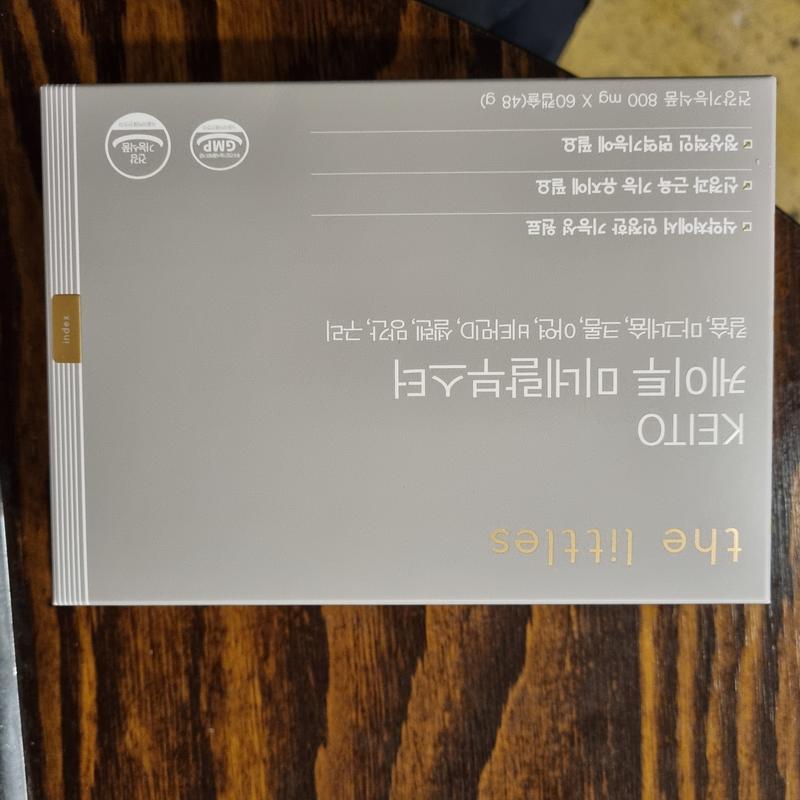 the littles
KEITO
케이투 미네랄부스터
칼슘, 마그네슘, 크롬, 아연, 비타민D, 셀렌, 망간, 구리
식약처에서 인정한 기능성 원료
신경과 근육 기능 유지에 필요
정상적인 면역기능에 필요
건강기능식품 800 mg X 60캡슐(48 g)
GMP
건강
기능식품
index